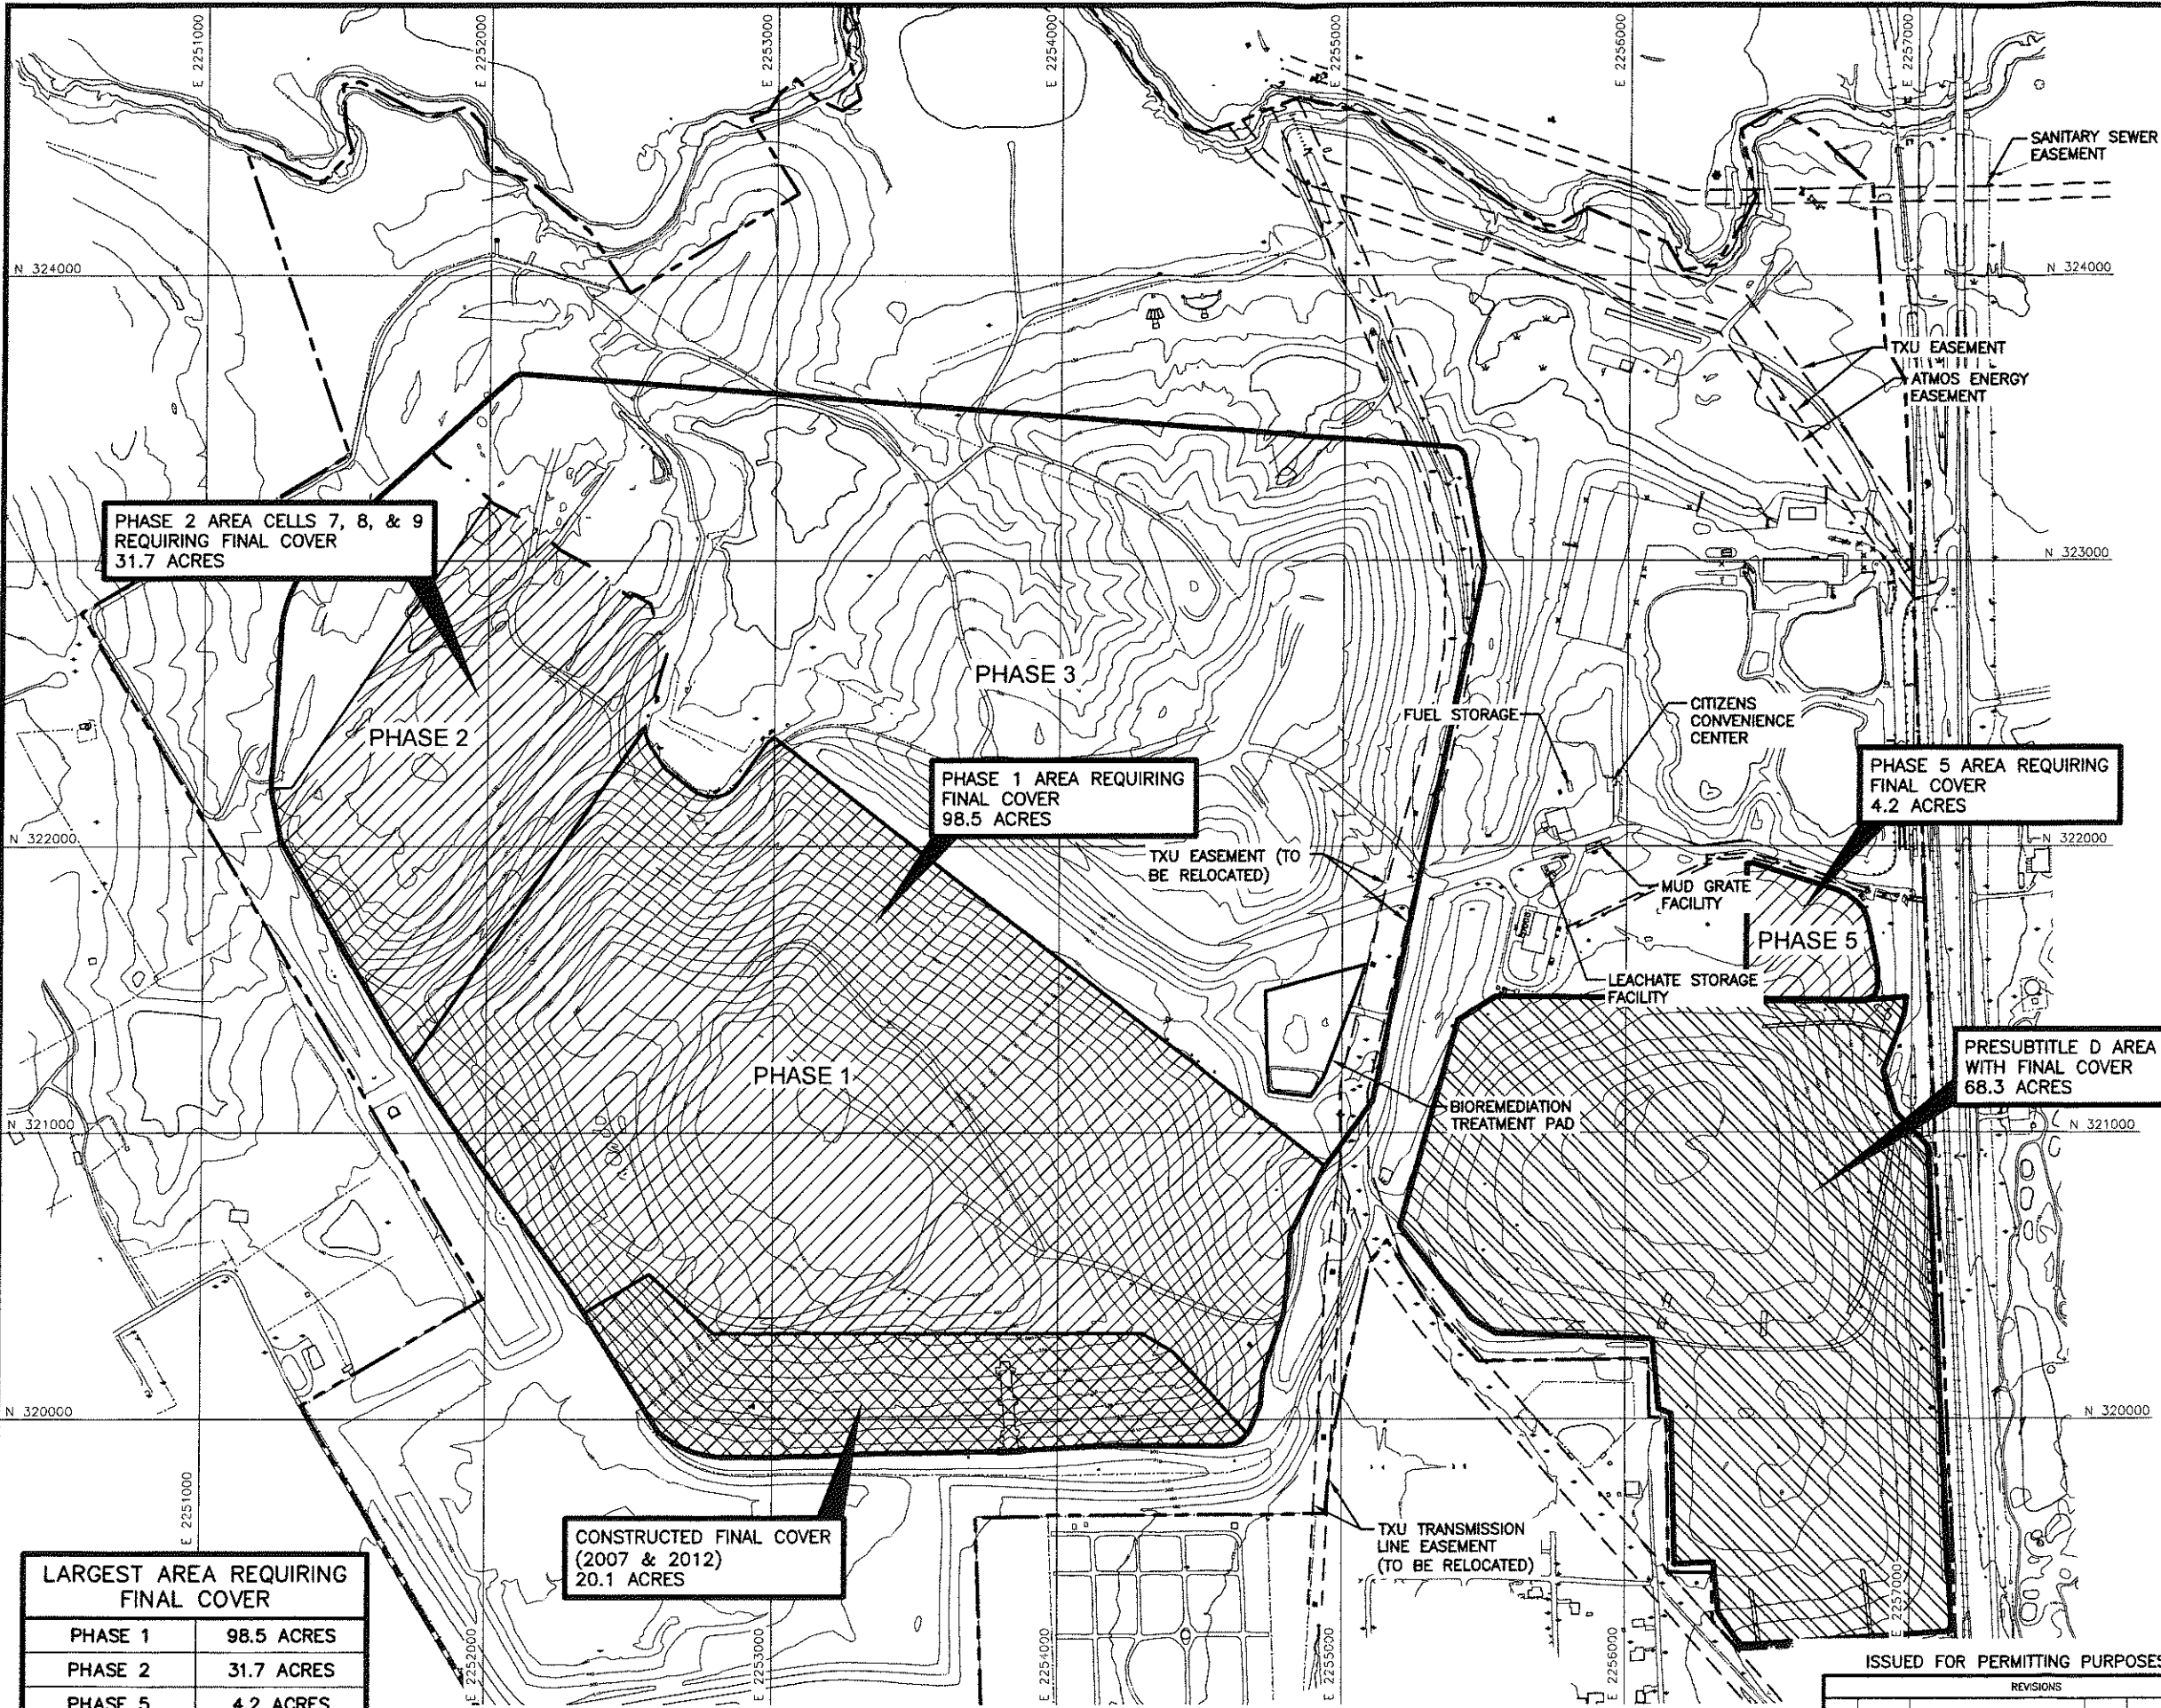 E 2251000
E 2252000
E 2253000
E 2254000
E 2255000
E 2256000
E 2257000
SANITARY SEWER
EASEMENT
N 324000
N 324000
TXU EASEMENT
ATMOS ENERGY
EASEMENT
PHASE 2 AREA CELLS 7, 8, & 9
REQUIRING FINAL COVER
31.7 ACRES
N 323000
PHASE 3
PHASE 2
FUEL STORAGE
CITIZENS
CONVENIENCE
CENTER
PHASE 1 AREA REQUIRING
FINAL COVER
98.5 ACRES
PHASE 5 AREA REQUIRING
FINAL COVER
4.2 ACRES
N 322000
N 322000
TXU EASEMENT (TO
BE RELOCATED)
MUD GRATE
FACILITY
PHASE 5
LEACHATE STORAGE
FACILITY
PHASE 1
PRESUBTITLE D AREA
WITH FINAL COVER
68.3 ACRES
BIOREMEDIATION
TREATMENT PAD
N 321000
N 321000
N 320000
N 320000
CONSTRUCTED FINAL COVER
(2007 & 2012)
20.1 ACRES
TXU TRANSMISSION
LINE EASEMENT
(TO BE RELOCATED)
E 2251000
E 2252000
E 2253000
E 2254000
E 2255000
E 2256000
E 2257000
LARGEST AREA REQUIRING
FINAL COVER
PHASE 1 98.5 ACRES
PHASE 2 31.7 ACRES
PHASE 5 4.2 ACRES
ISSUED FOR PERMITTING PURPOSES
REVISIONS